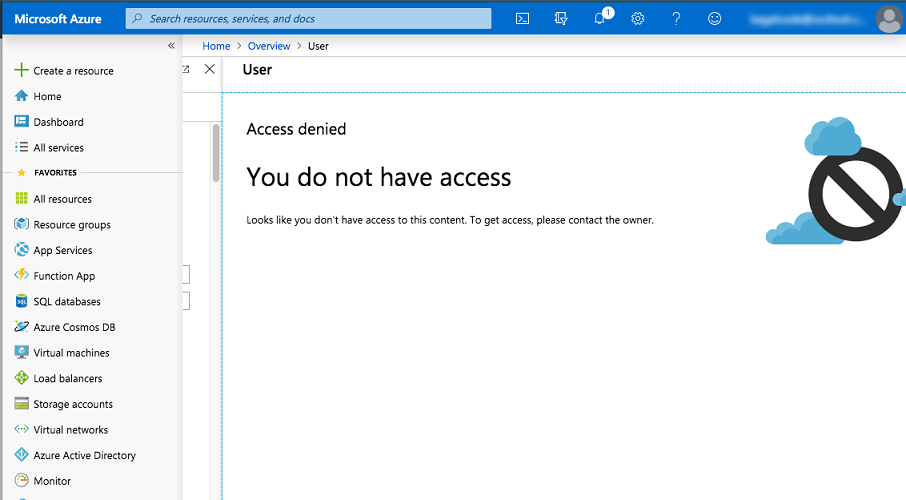 Microsoft Azure
Search resources, services, and docs
1
«
Home > Overview > User
Create a resource
Home
Dashboard
All services
FAVORITES
All resources
Resource groups
App Services
Function App
SQL databases
Azure Cosmos DB
Virtual machines
Load balancers
Storage accounts
Virtual networks
Azure Active Directory
Monitor
User
Access denied
You do not have access
Looks like you don't have access to this content. To get access, please contact the owner.